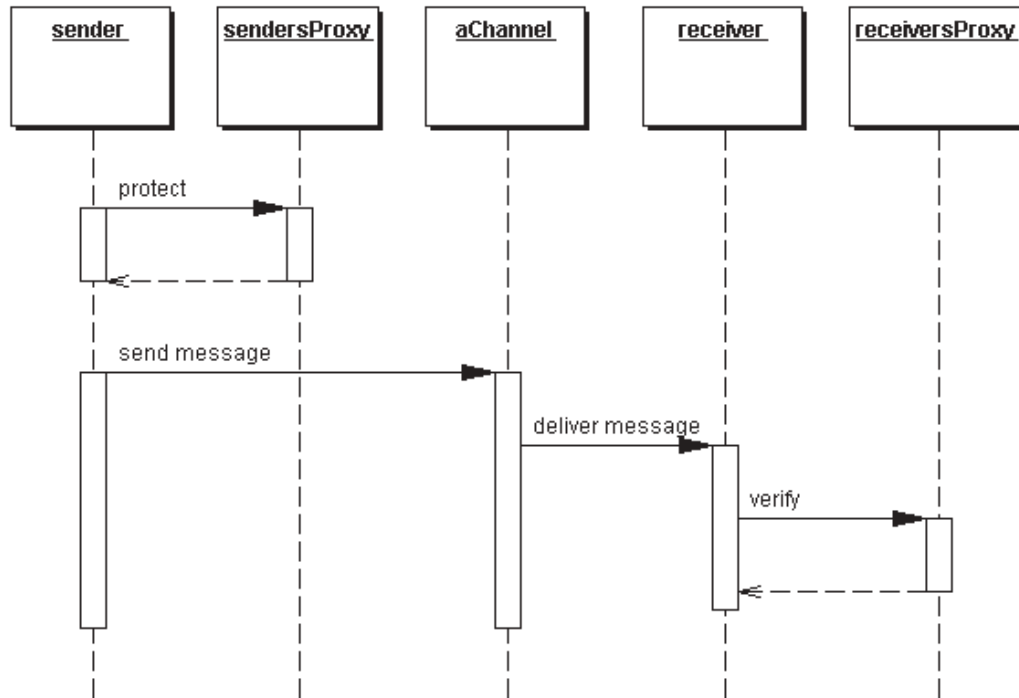 sender
sendersProxy
aChannel
receiver
receiversProxy
protect
send message
deliver message
verify